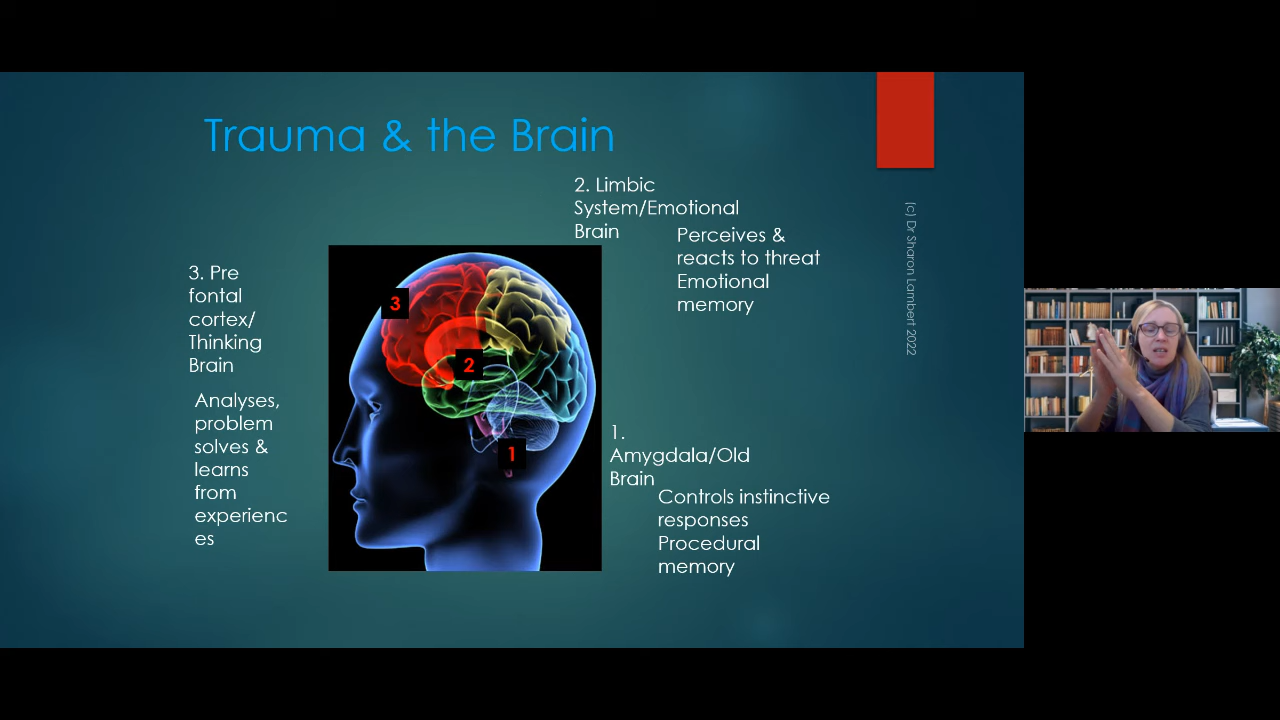 Trauma & the Brain
2. Limbic
System/Emotional
Brain
Perceives &
reacts to threat
Emotional
memory
3. Pre
fontal
cortex/
Thinking
Brain
Analyses,
problem
solves &
learns
from
experienc
es
3
2
1
1.
Amygdala/Old
Brain
Controls instinctive
responses
Procedural
memory
(c) Dr Sharon Lambert 2022